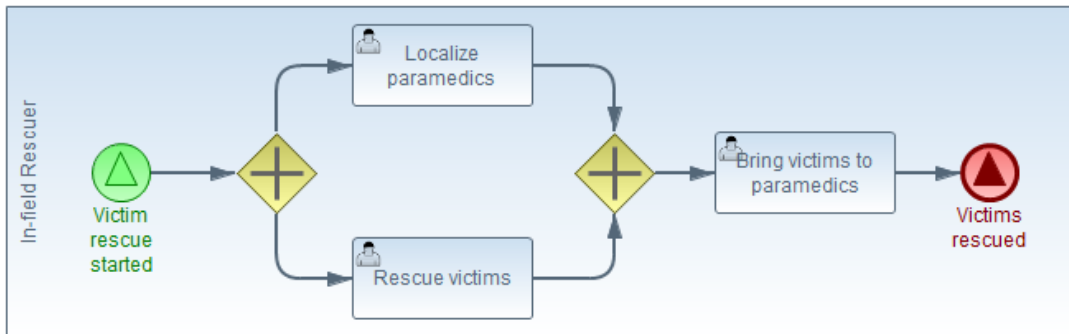 In-field Rescuer
Victim
rescue
started
Localize
paramedics
Rescue victims
Bring victims to
paramedics
Victims
rescued